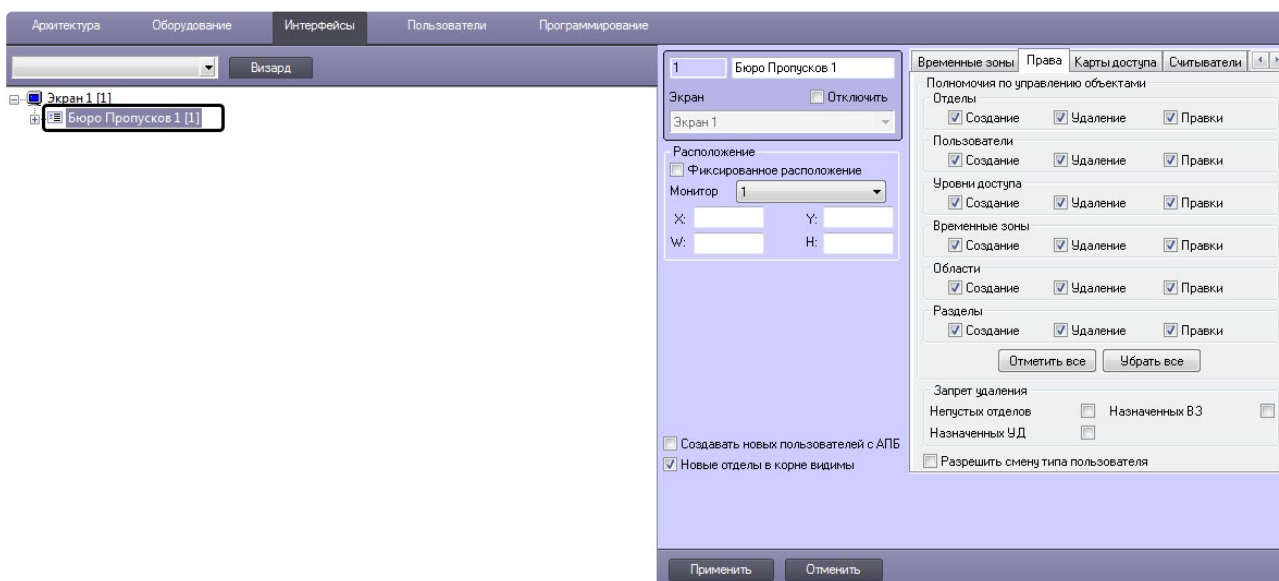 Архитектура Оборудование Интерфейсы Пользователи Программирование
Визард
Экран 1 [1]
Бюро Пропусков 1 [1]
1 Бюро Пропусков 1
Экран Отключить
Экран 1
Расположение
Фиксированное расположение
Монитор 1
X: Y:
W: H:
Создавать новых пользователей с АПБ
Новые отделы в корне видимы
Временные зоны Права Карты доступа Считыватели
Полномочия по управлению объектами
Отделы
Создание Удаление Правки
Пользователи
Создание Удаление Правки
Уровни доступа
Создание Удаление Правки
Временные зоны
Создание Удаление Правки
Области
Создание Удаление Правки
Разделы
Создание Удаление Правки
Отметить все Убрать все
Запрет удаления
Непустых отделов Назначенных ВЗ
Назначенных УД
Разрешить смену типа пользователя
Применить Отменить